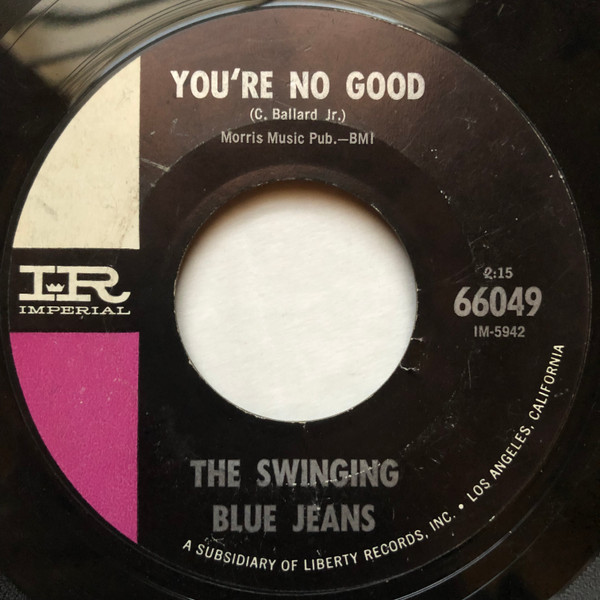 YOU'RE NO GOOD
(C. Ballard Jr.)
Morris Music Pub.—BMI
IR
IMPERIAL
2:15
66049
IM-5942
THE SWINGING
BLUE JEANS
A SUBSIDIARY OF LIBERTY RECORDS, INC. • LOS ANGELES, CALIFORNIA